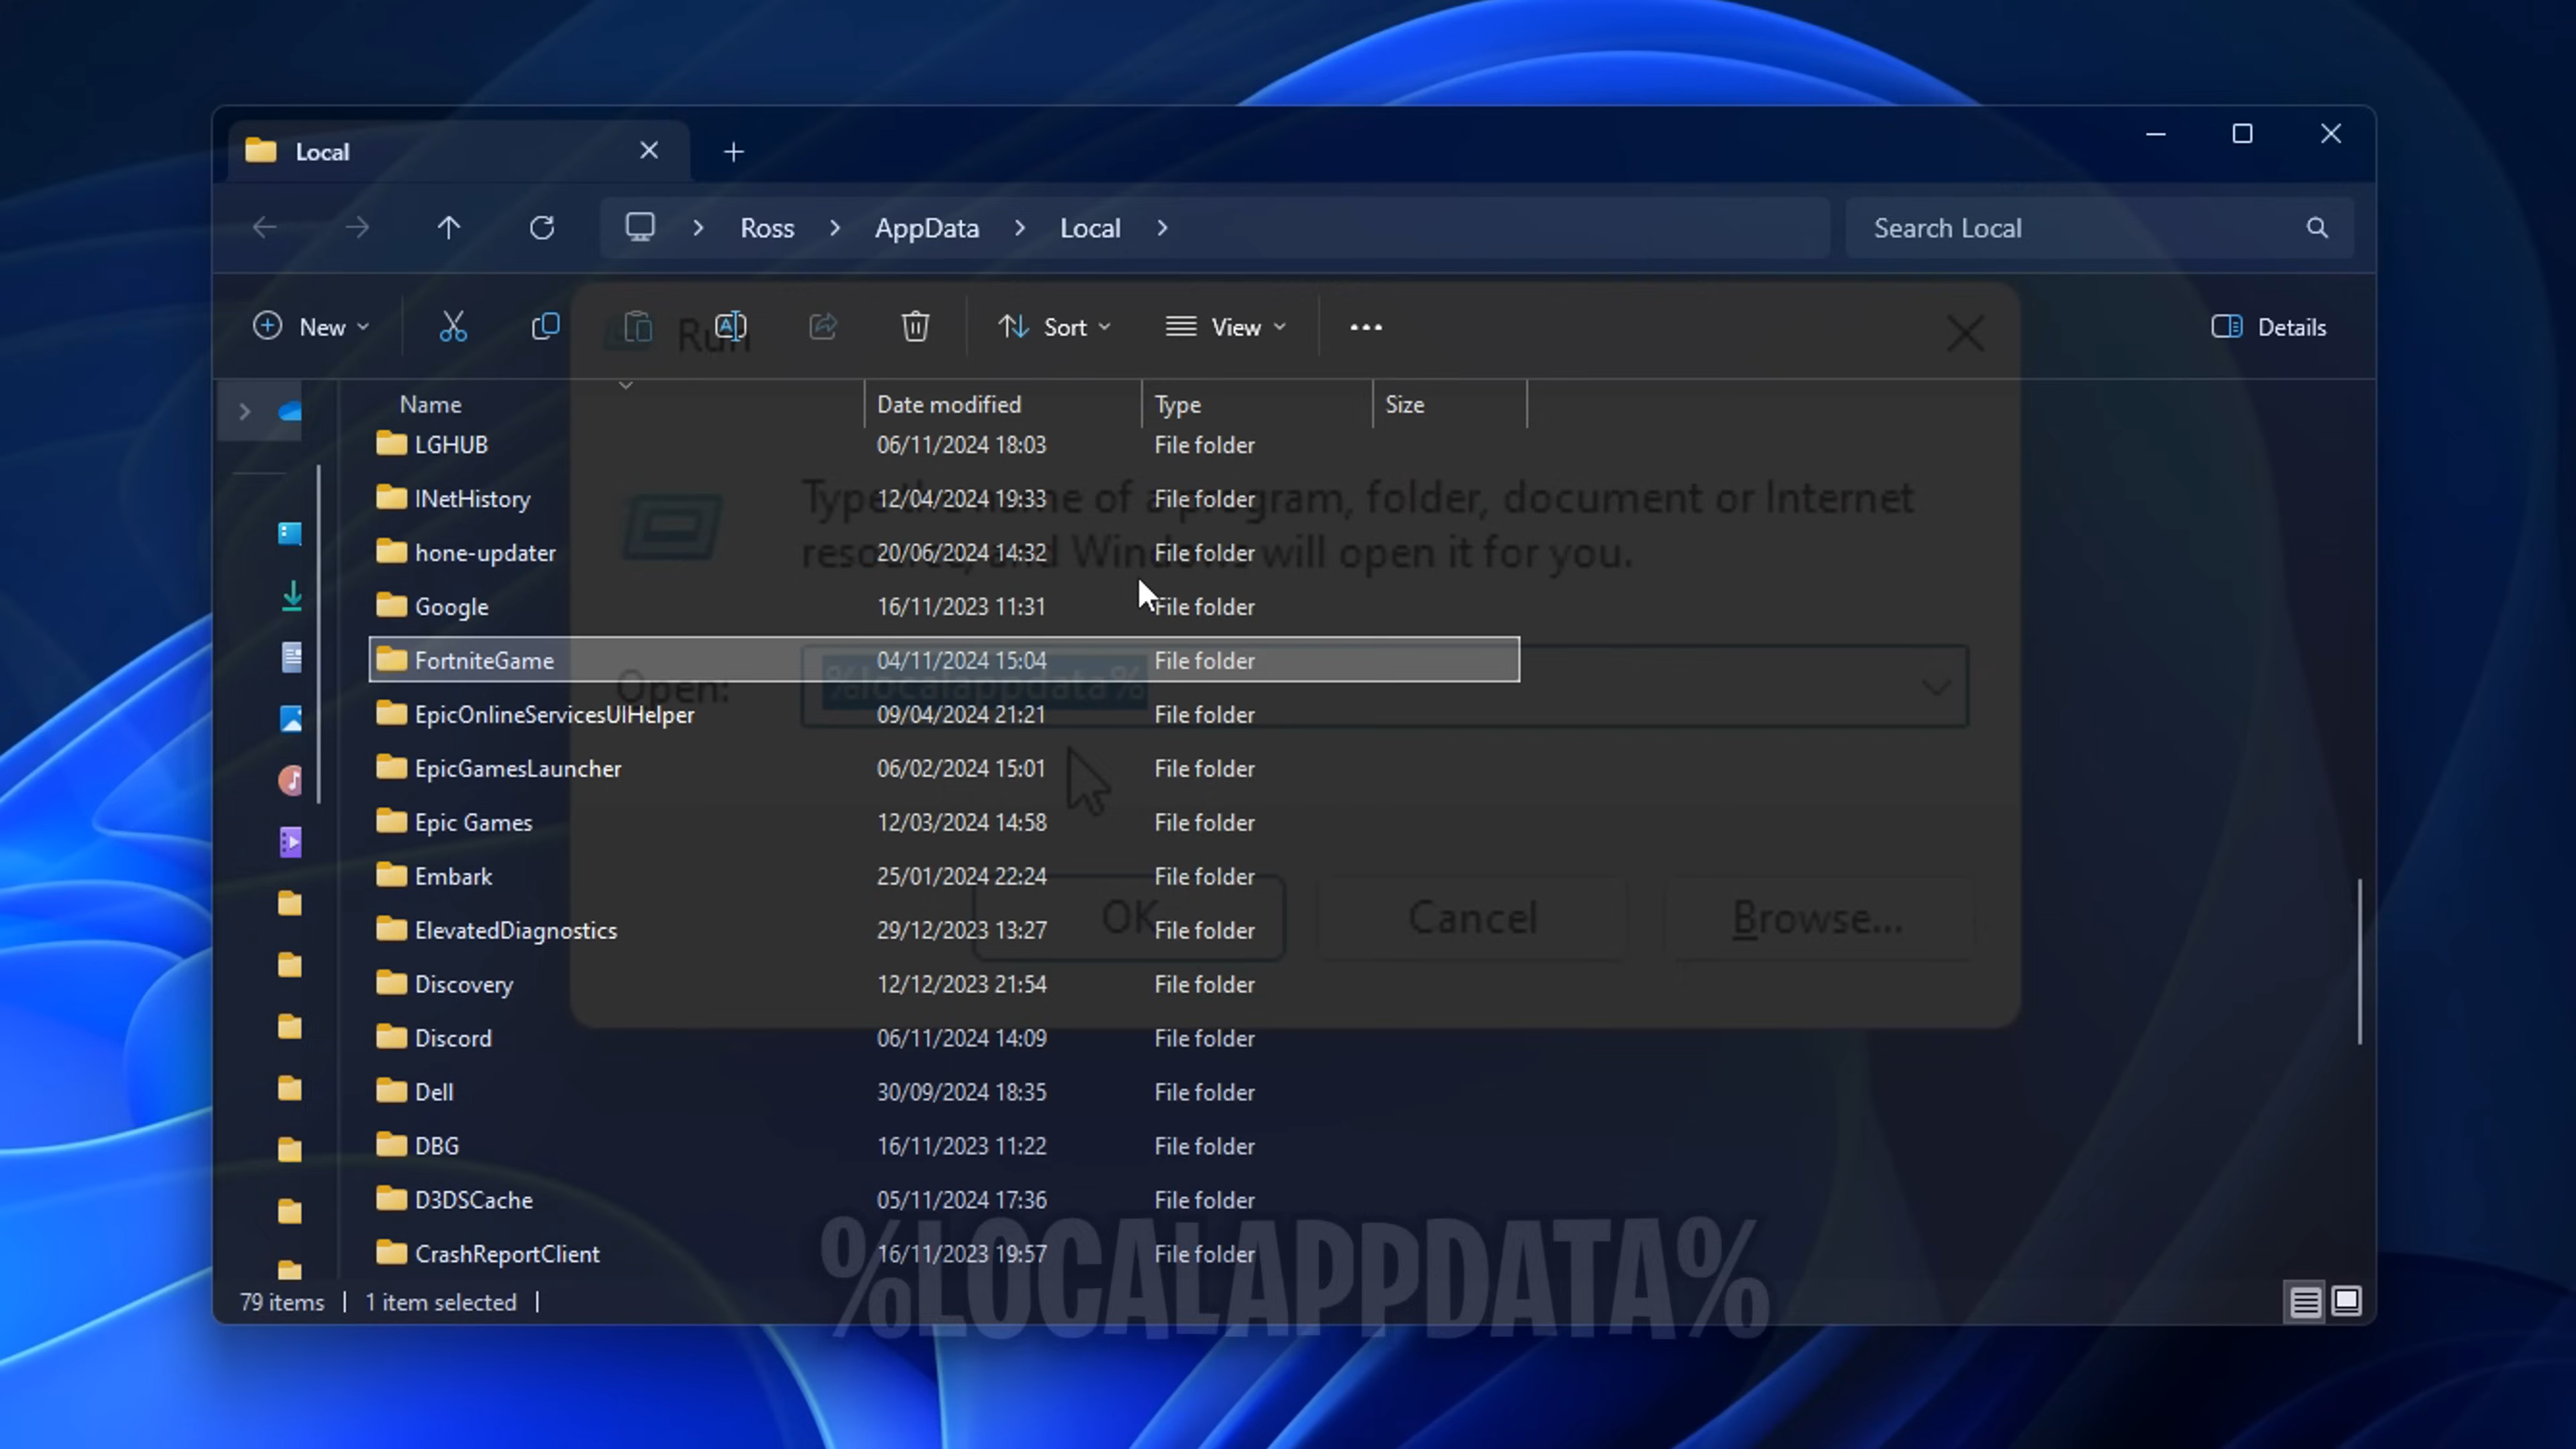 Local
Ross
AppData
Local
Search Local
New
Sort
View
Details
Run
Name
Date modified
Type
Size
LGHUB 06/11/2024 18:03 File folder
INetHistory 12/04/2024 19:33 File folder
Type the name of a program, folder, document or Internet
hone-updater 20/06/2024 14:32 File folder
resource, and Windows will open it for you.
Google 16/11/2023 11:31 File folder
FortniteGame 04/11/2024 15:04 File folder
Open: %localappdata%
EpicOnlineServicesUIHelper 09/04/2024 21:21 File folder
EpicGamesLauncher 06/02/2024 15:01 File folder
Epic Games 12/03/2024 14:58 File folder
Embark 25/01/2024 22:24 File folder
OK Cancel Browse...
ElevatedDiagnostics 29/12/2023 13:27 File folder
Discovery 12/12/2023 21:54 File folder
Discord 06/11/2024 14:09 File folder
Dell 30/09/2024 18:35 File folder
DBG 16/11/2023 11:22 File folder
D3DSCache 05/11/2024 17:36 File folder
CrashReportClient 16/11/2023 19:57 File folder
%LOCALAPPDATA%
79 items | 1 item selected |